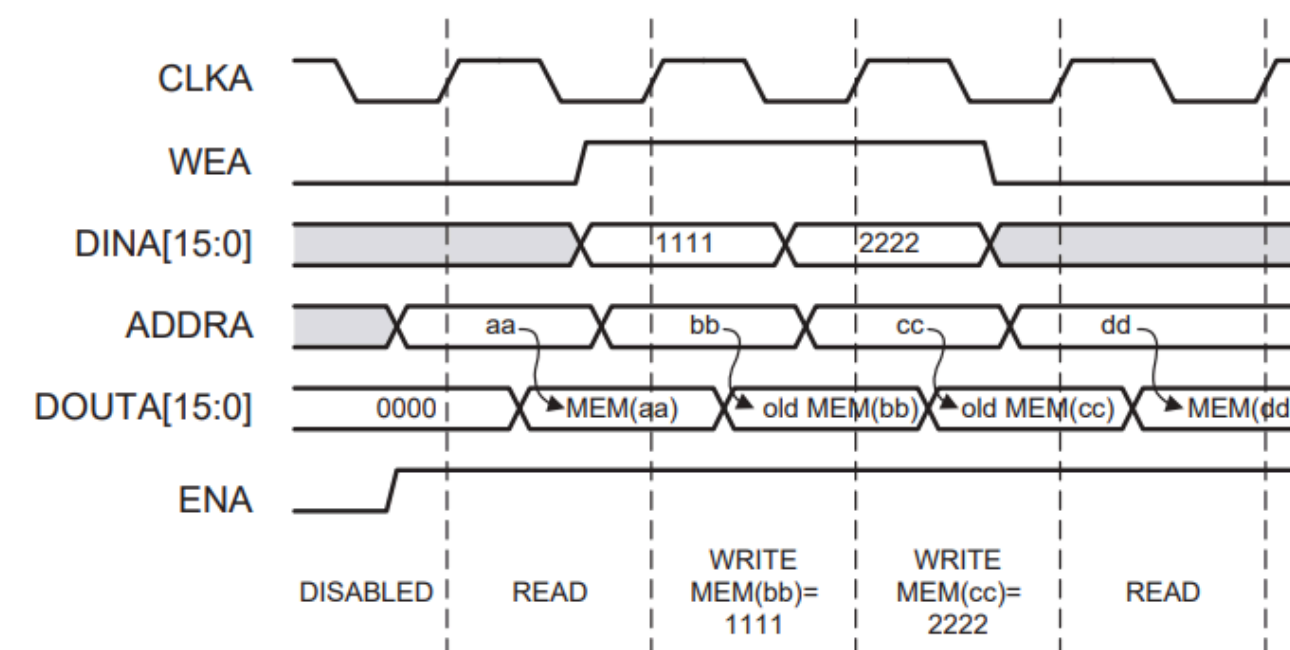 CLKA
WEA
DINA[15:0] 1111 2222
ADDRA aa bb cc dd
DOUTA[15:0] 0000 MEM(aa) old MEM(bb) old MEM(cc) MEM(dd
ENA
DISABLED READ WRITE MEM(bb)= 1111 WRITE MEM(cc)= 2222 READ